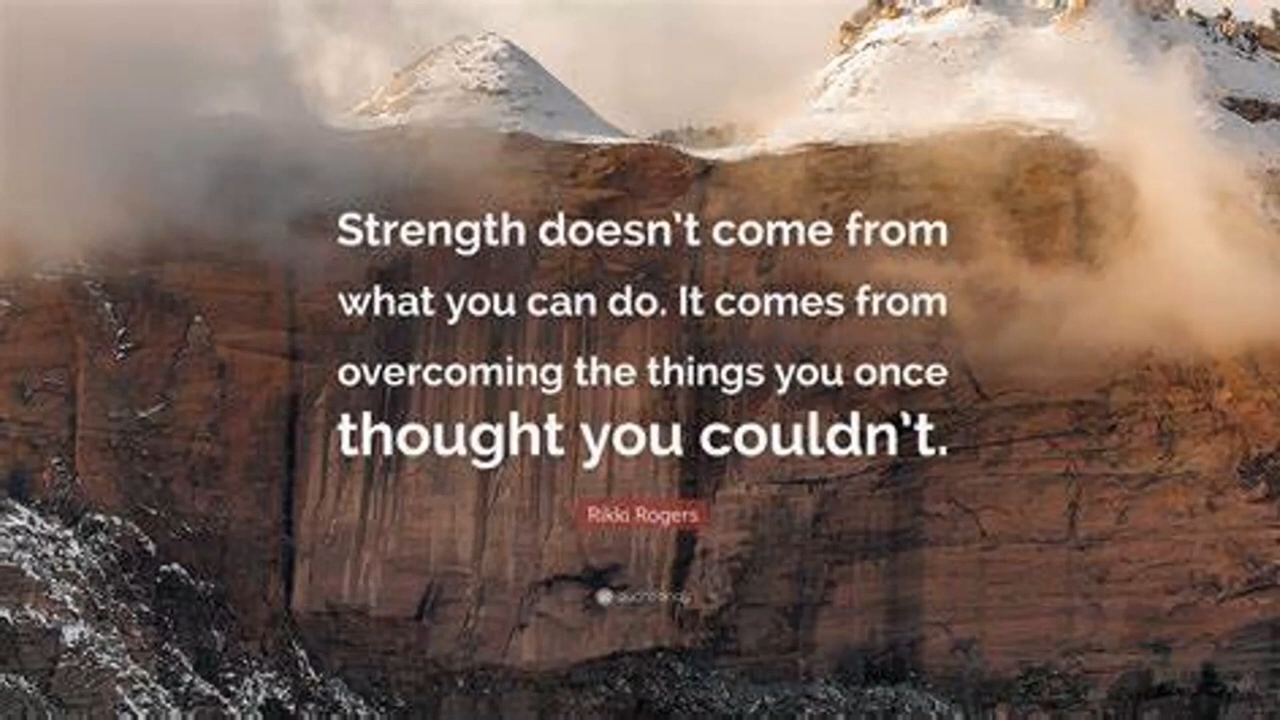 Strength doesn’t come from
what you can do. It comes from
overcoming the things you once
thought you couldn’t.
Rikki Rogers
quotefancy